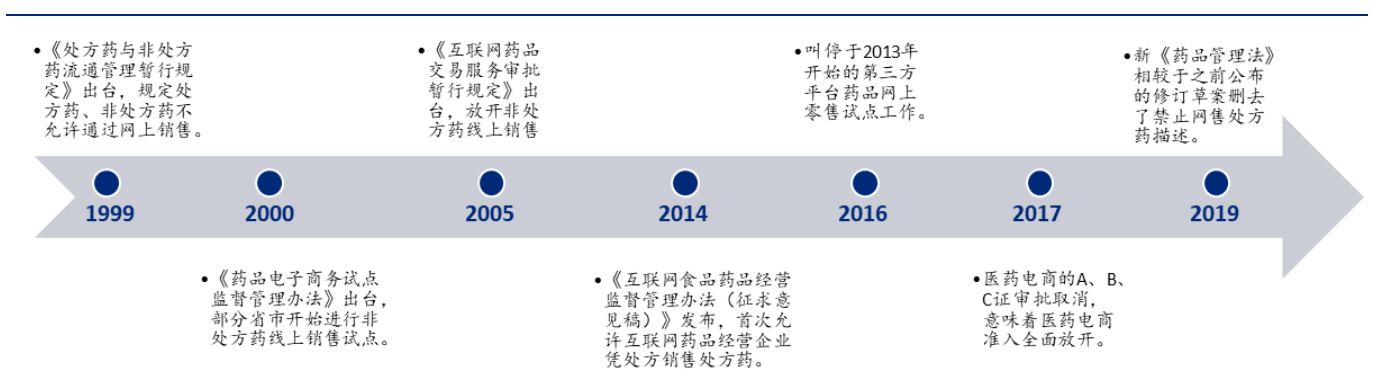 •《处方药与非处方
药流通管理暂行规
定》出台，规定处
方药、非处方药不
允许通过网上销售。
•《互联网药品
交易服务审批
暂行规定》出
台，放开非处
方药线上销售
•叫停于2013年
开始的第三方
平台药品网上
零售试点工作。
•新《药品管理法》
相较于之前公布
的修订草案删去
了禁止网售处方
药描述。
1999
2000
2005
2014
2016
2017
2019
•《药品电子商务试点
监督管理办法》出台，
部分省市开始进行非
处方药线上销售试点。
•《互联网食品药品经营
监督管理办法（征求意
见稿）》发布，首次允
许互联网药品经营企业
凭处方销售处方药。
•医药电商的A、B、
C证审批取消，
意味着医药电商
准入全面放开。